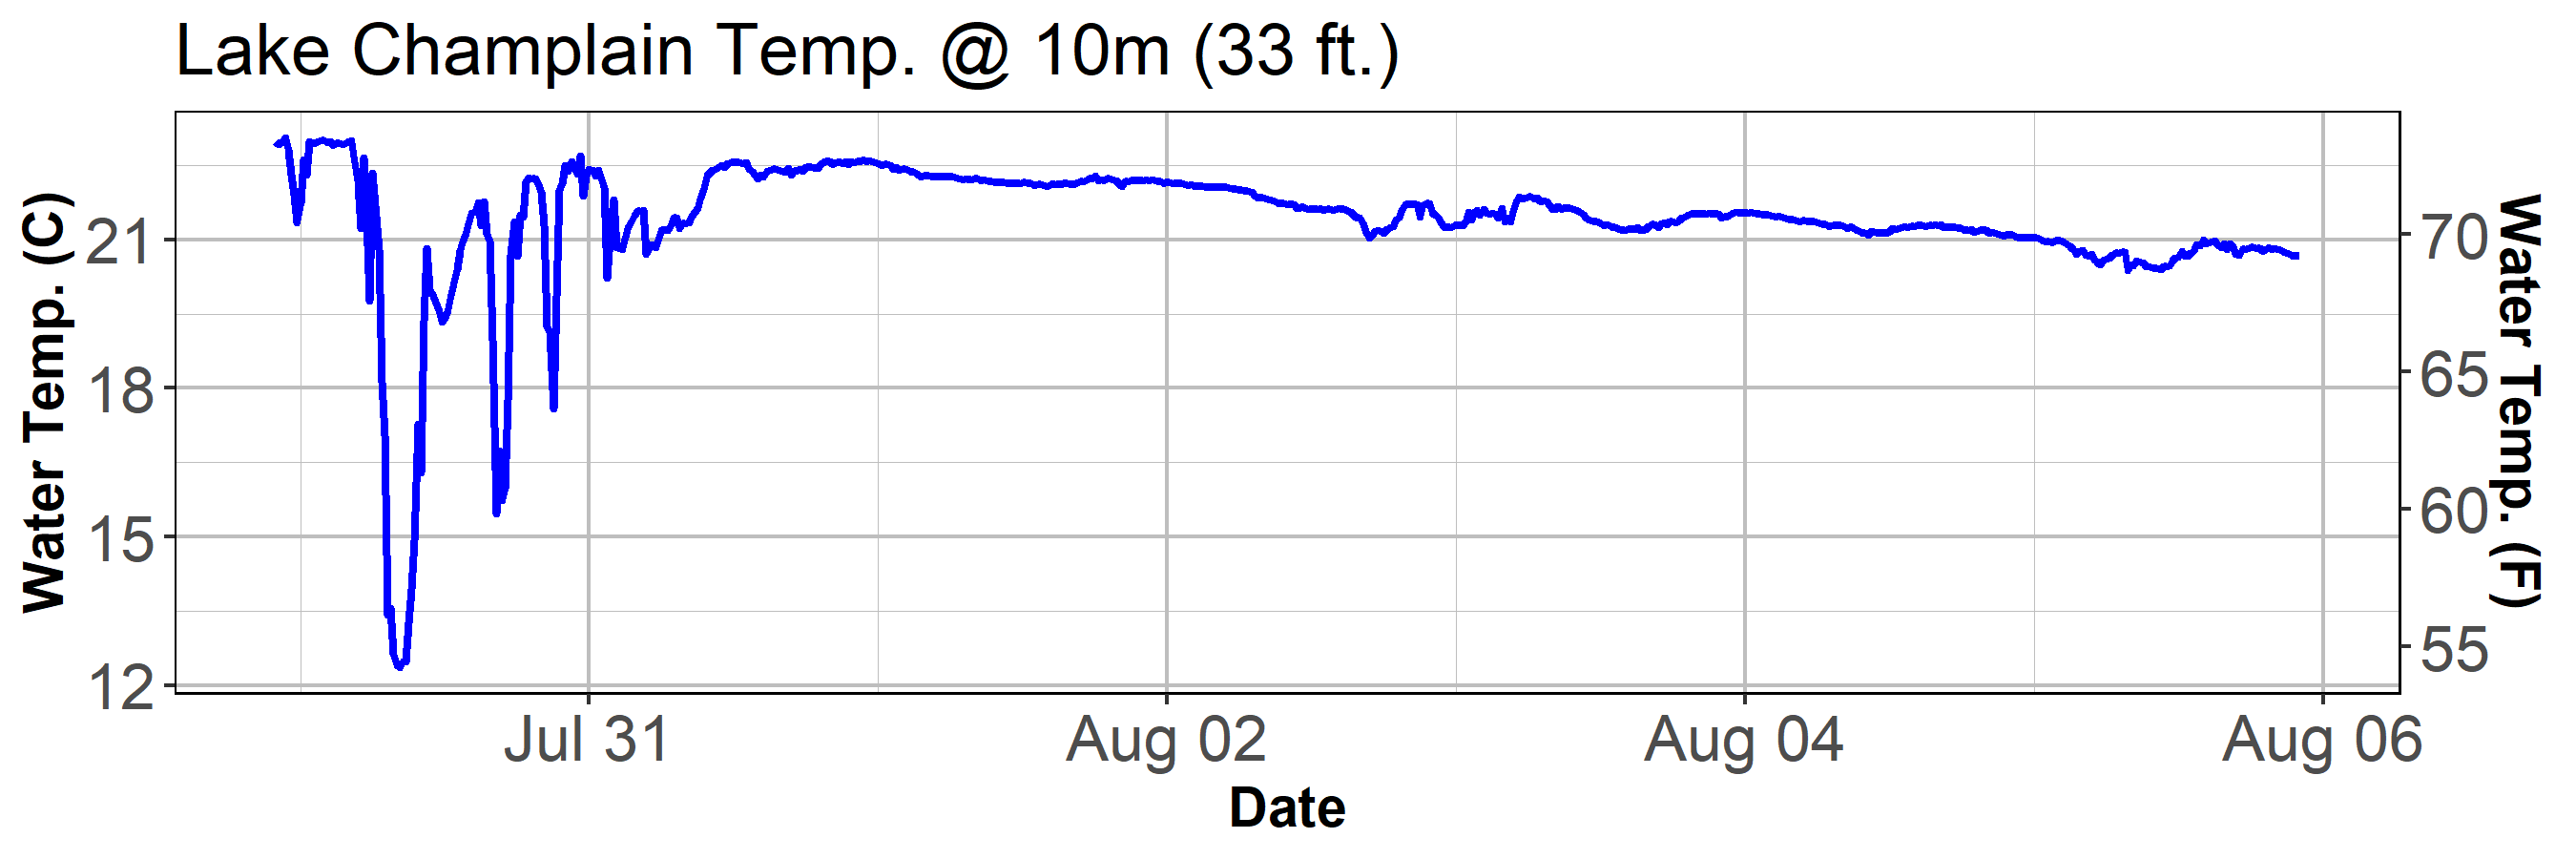 Lake Champlain Temp. @ 10m (33 ft.)
Water Temp. (C)
21
18
15
12
70
65
60
55
Water Temp. (F)
Jul 31
Aug 02
Aug 04
Aug 06
Date